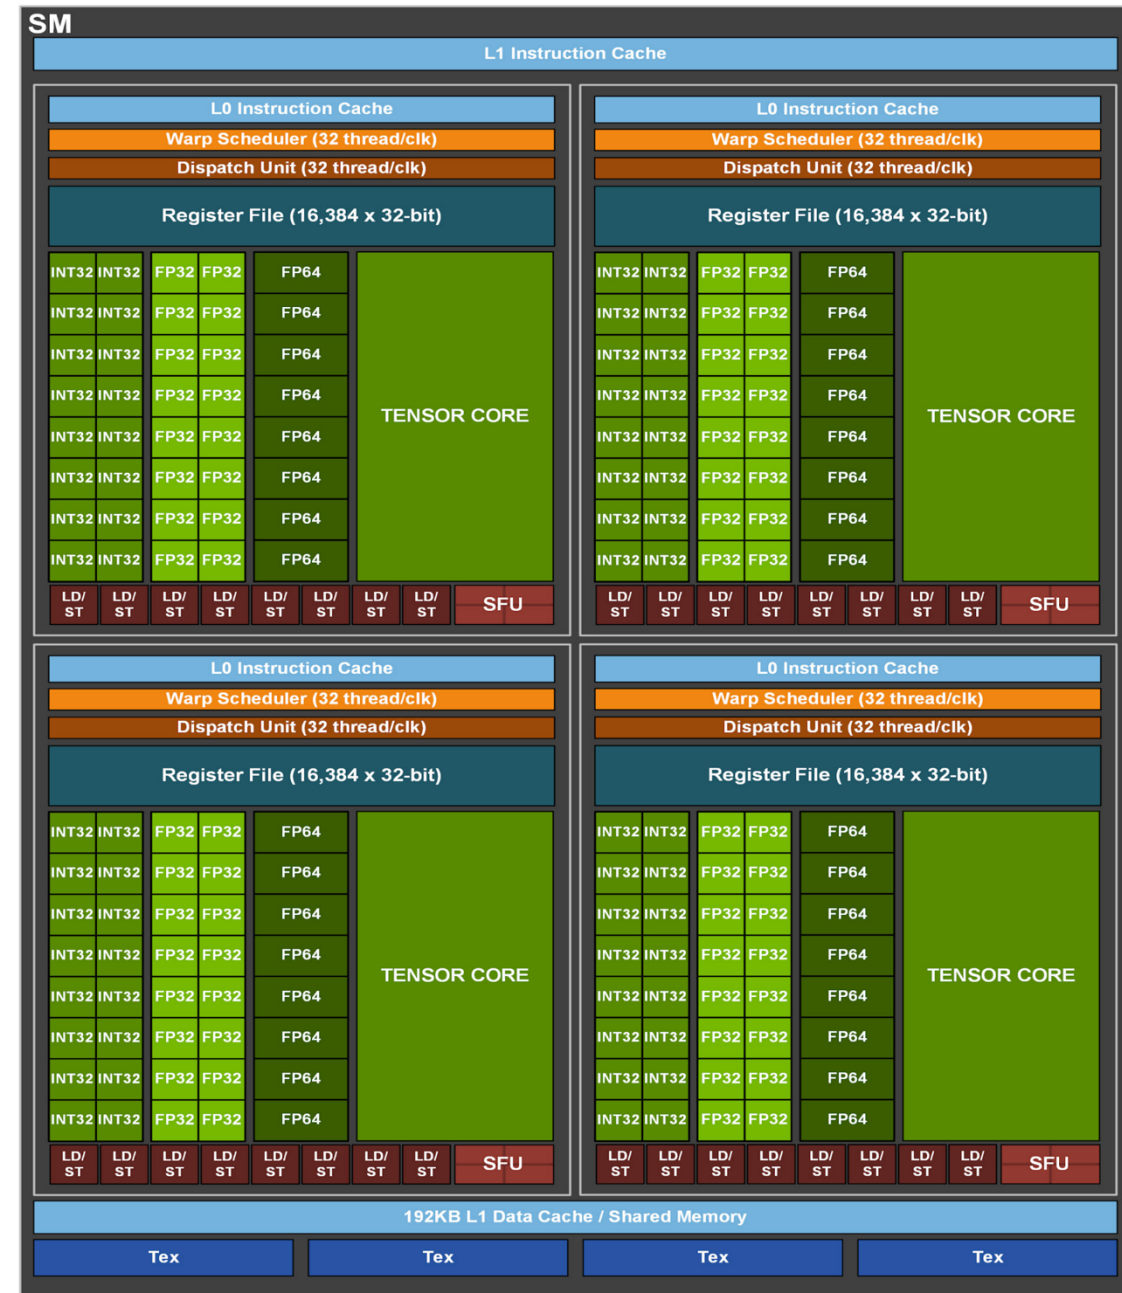 SM
L1 Instruction Cache
L0 Instruction Cache
Warp Scheduler (32 thread/clk)
Dispatch Unit (32 thread/clk)
Register File (16,384 x 32-bit)
INT32 INT32 FP32 FP32 FP64
INT32 INT32 FP32 FP32 FP64
INT32 INT32 FP32 FP32 FP64
INT32 INT32 FP32 FP32 FP64
TENSOR CORE
INT32 INT32 FP32 FP32 FP64
INT32 INT32 FP32 FP32 FP64
INT32 INT32 FP32 FP32 FP64
INT32 INT32 FP32 FP32 FP64
LD/ LD/ LD/ LD/ LD/ LD/ LD/ LD/
ST ST ST ST ST ST ST ST
SFU
L0 Instruction Cache
Warp Scheduler (32 thread/clk)
Dispatch Unit (32 thread/clk)
Register File (16,384 x 32-bit)
INT32 INT32 FP32 FP32 FP64
INT32 INT32 FP32 FP32 FP64
INT32 INT32 FP32 FP32 FP64
INT32 INT32 FP32 FP32 FP64
TENSOR CORE
INT32 INT32 FP32 FP32 FP64
INT32 INT32 FP32 FP32 FP64
INT32 INT32 FP32 FP32 FP64
INT32 INT32 FP32 FP32 FP64
LD/ LD/ LD/ LD/ LD/ LD/ LD/ LD/
ST ST ST ST ST ST ST ST
SFU
L0 Instruction Cache
Warp Scheduler (32 thread/clk)
Dispatch Unit (32 thread/clk)
Register File (16,384 x 32-bit)
INT32 INT32 FP32 FP32 FP64
INT32 INT32 FP32 FP32 FP64
INT32 INT32 FP32 FP32 FP64
INT32 INT32 FP32 FP32 FP64
TENSOR CORE
INT32 INT32 FP32 FP32 FP64
INT32 INT32 FP32 FP32 FP64
INT32 INT32 FP32 FP32 FP64
INT32 INT32 FP32 FP32 FP64
LD/ LD/ LD/ LD/ LD/ LD/ LD/ LD/
ST ST ST ST ST ST ST ST
SFU
L0 Instruction Cache
Warp Scheduler (32 thread/clk)
Dispatch Unit (32 thread/clk)
Register File (16,384 x 32-bit)
INT32 INT32 FP32 FP32 FP64
INT32 INT32 FP32 FP32 FP64
INT32 INT32 FP32 FP32 FP64
INT32 INT32 FP32 FP32 FP64
TENSOR CORE
INT32 INT32 FP32 FP32 FP64
INT32 INT32 FP32 FP32 FP64
INT32 INT32 FP32 FP32 FP64
INT32 INT32 FP32 FP32 FP64
LD/ LD/ LD/ LD/ LD/ LD/ LD/ LD/
ST ST ST ST ST ST ST ST
SFU
192KB L1 Data Cache / Shared Memory
Tex Tex Tex Tex